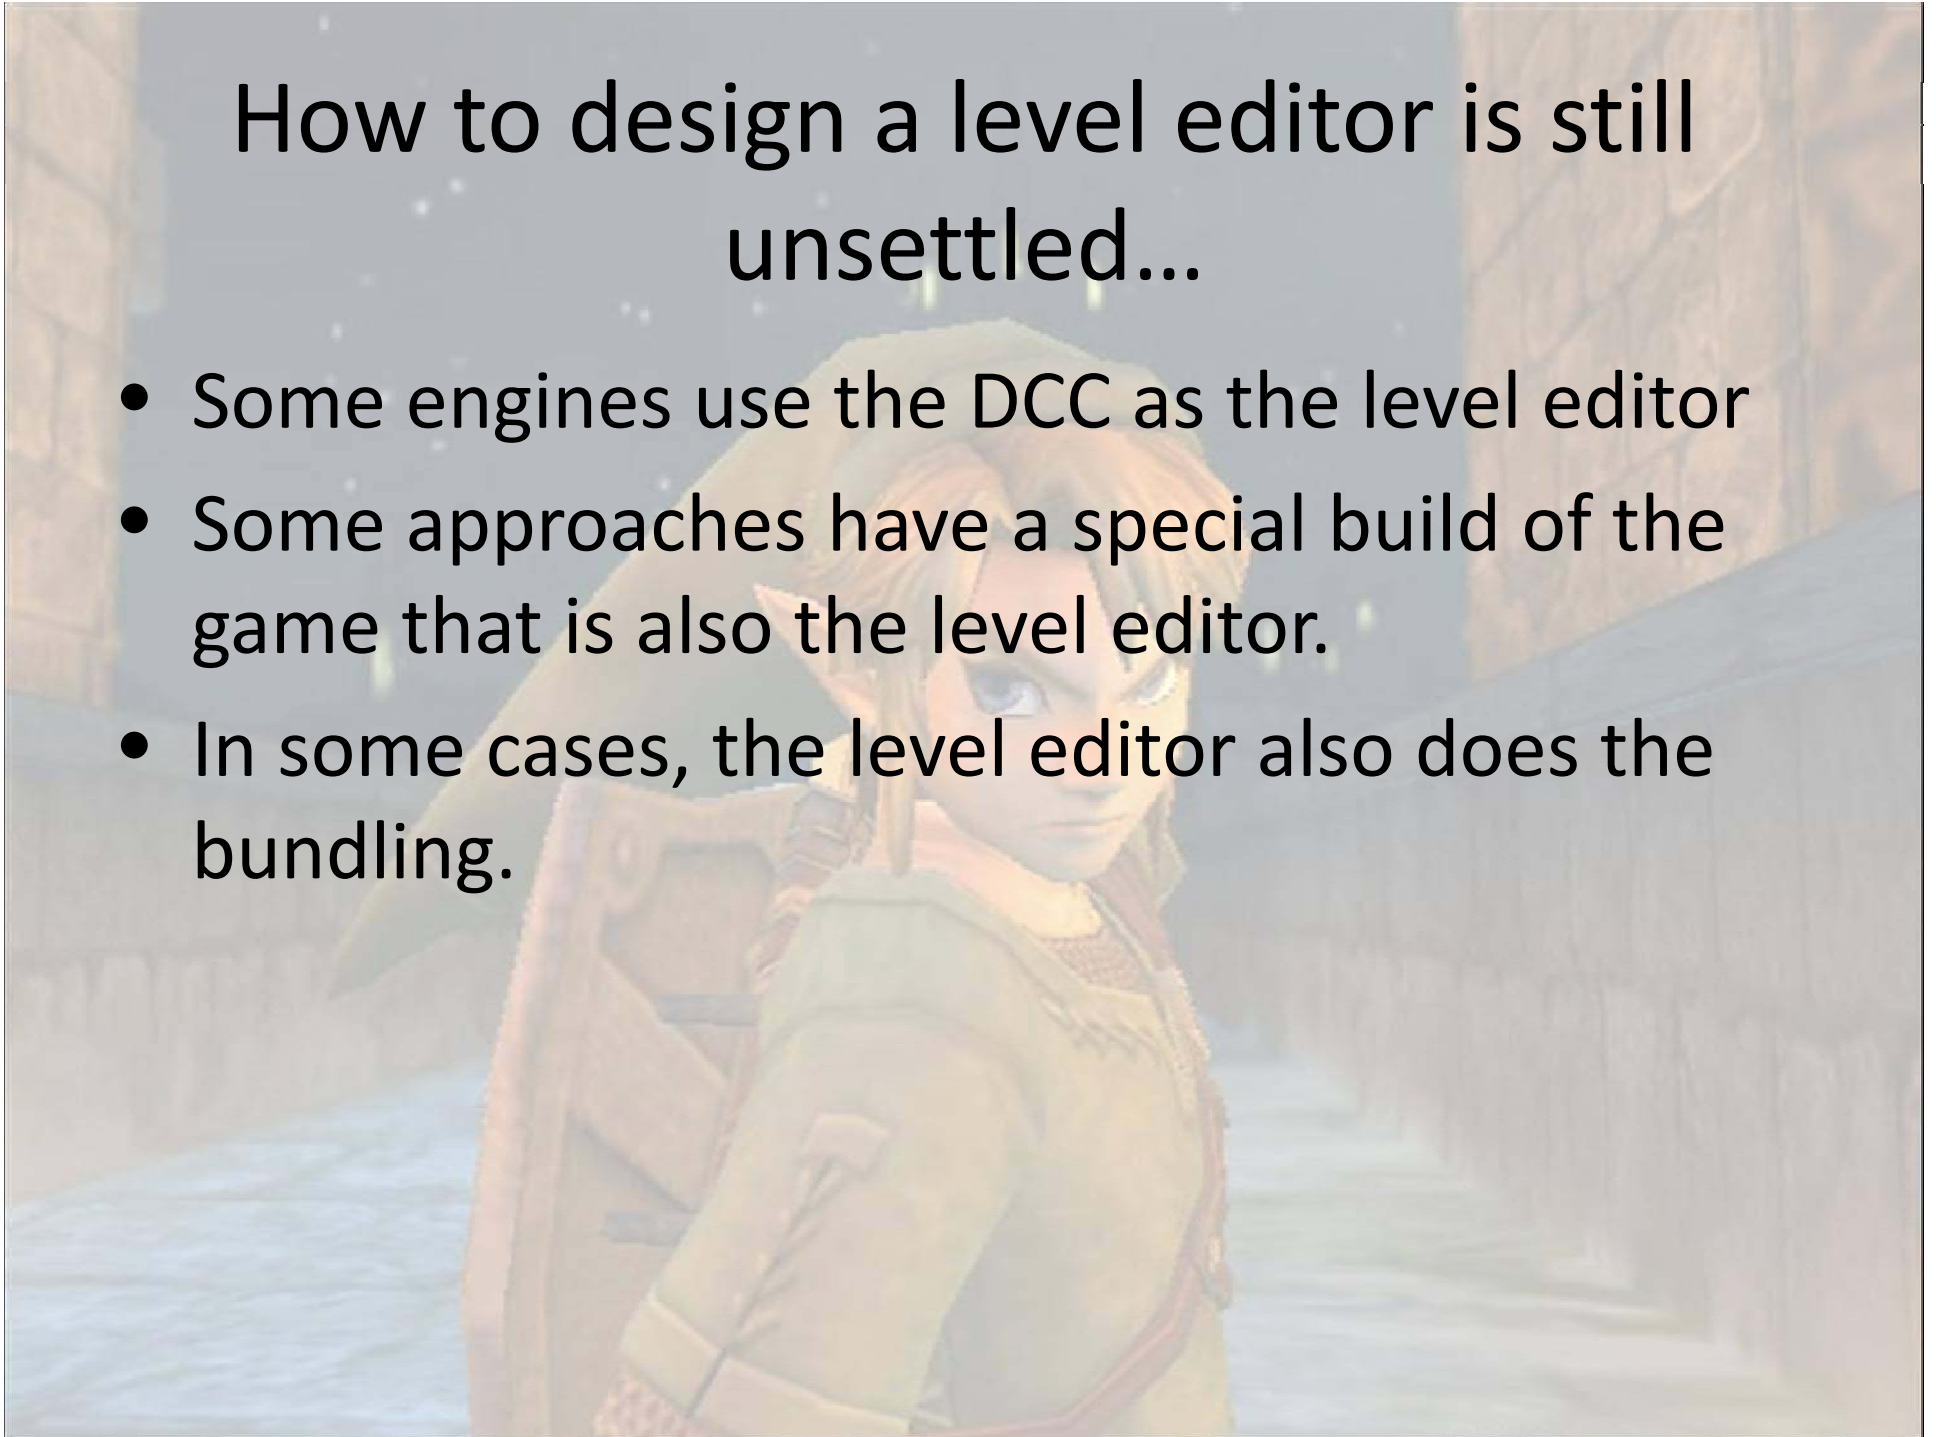 How to design a level editor is still
unsettled…
• Some engines use the DCC as the level editor
• Some approaches have a special build of the
game that is also the level editor.
• In some cases, the level editor also does the
bundling.